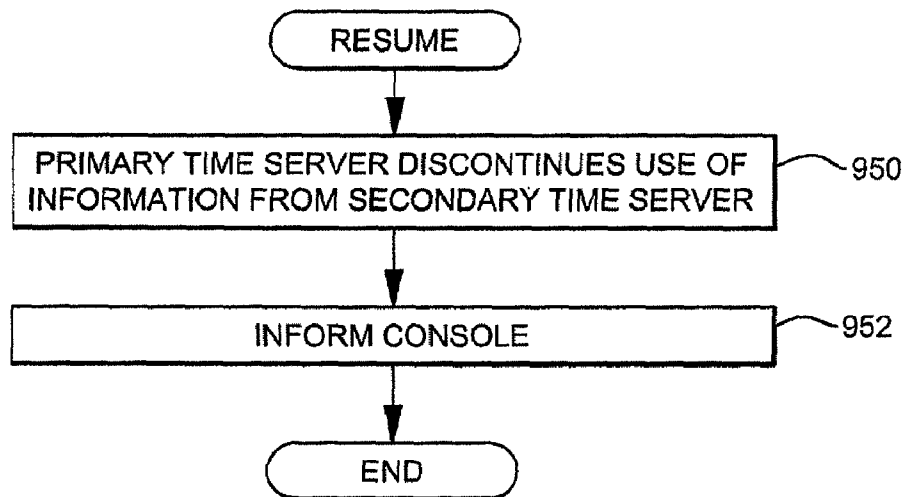 RESUME
PRIMARY TIME SERVER DISCONTINUES USE OF
INFORMATION FROM SECONDARY TIME SERVER
950
INFORM CONSOLE
952
END